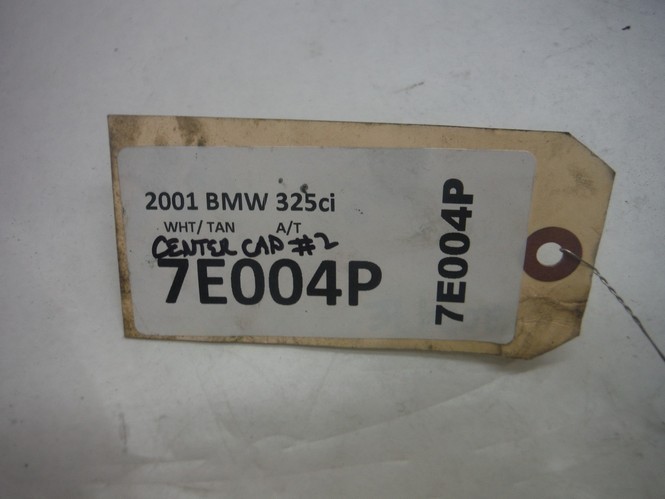 2001 BMW 325ci
WHT/ TAN A/T
CENTER CAP #2
7E004P
7E004P